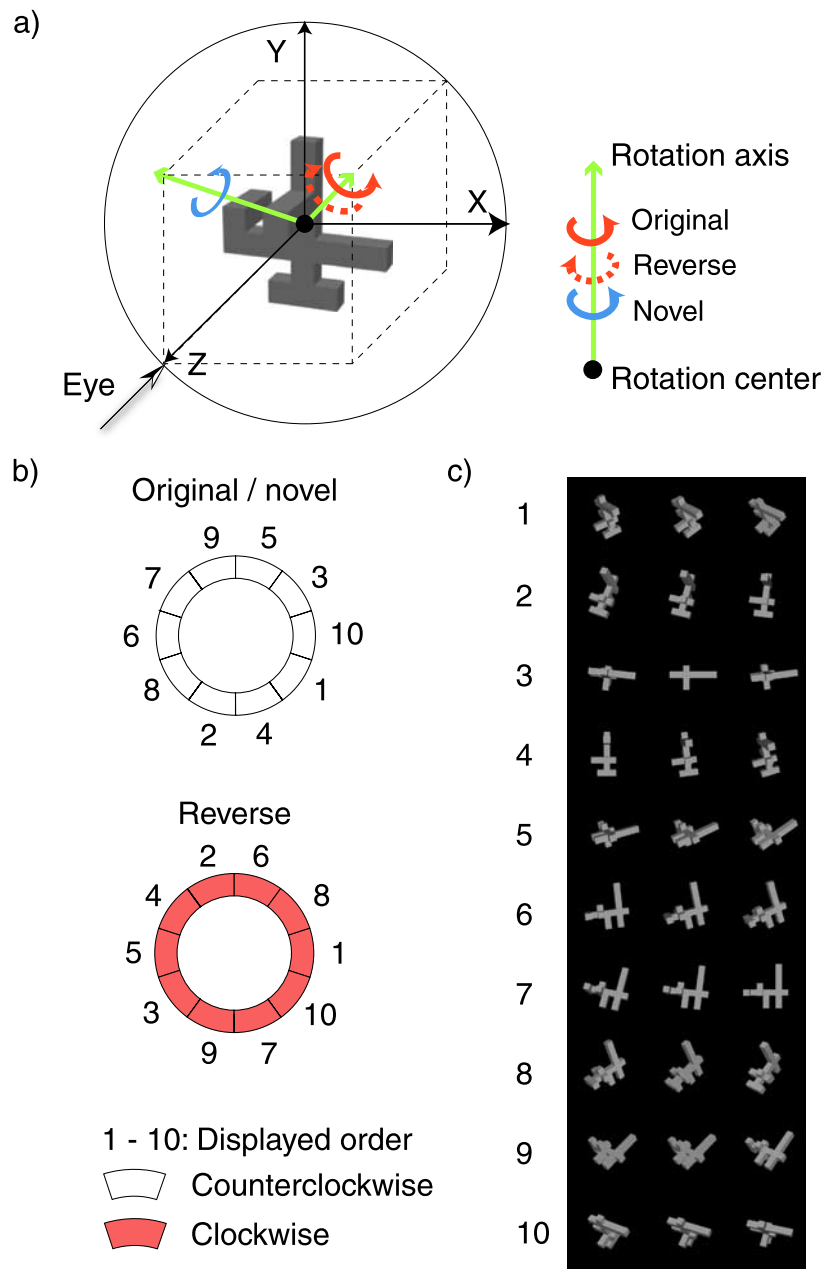 a)
Y
X
Z
Eye
Rotation axis
Original
Reverse
Novel
Rotation center
b)
Original / novel
9 5
7 3
6 10
8 1
2 4
Reverse
2 6
4 8
5 1
3 10
9 7
1 - 10: Displayed order
Counterclockwise
Clockwise
c)
1
2
3
4
5
6
7
8
9
10